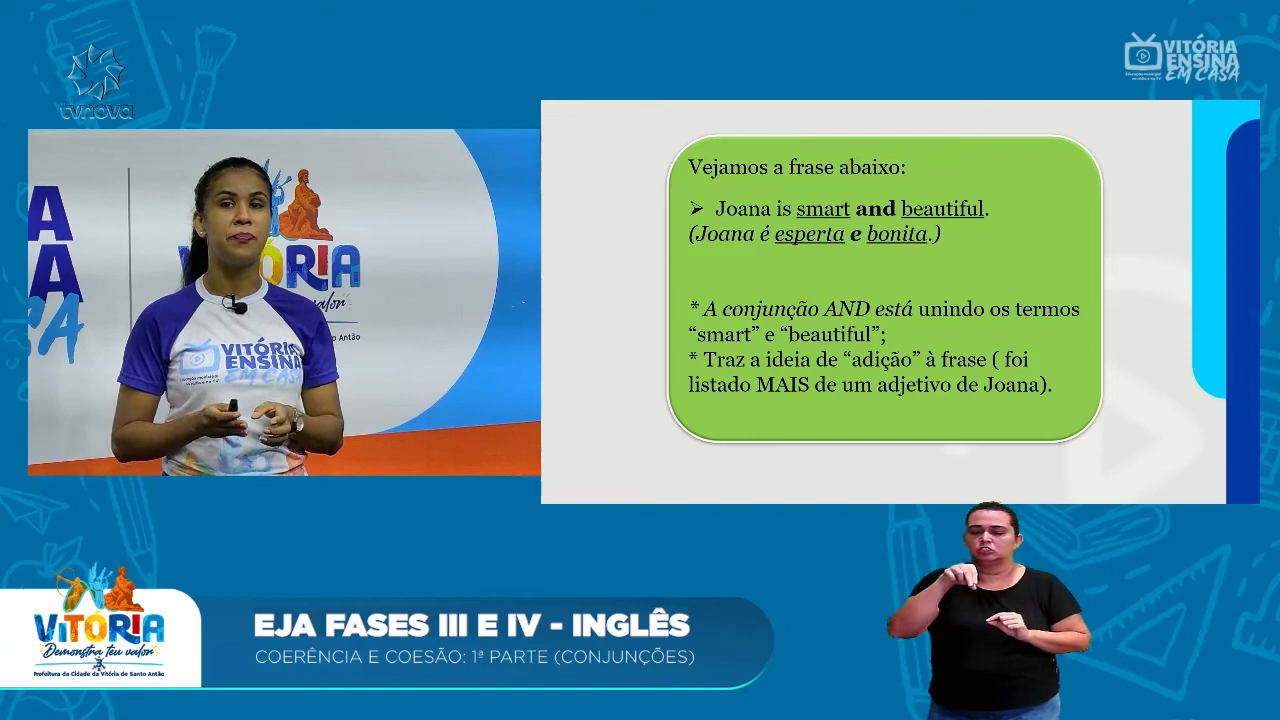 tvnova
VITÓRIA
ENSINA
EM CASA
A
A
A
VITÓRIA
valor
o Antão
VITÓRIA
ENSINA
EM CASA
Vejamos a frase abaixo:
➢ Joana is smart and beautiful.
(Joana é esperta e bonita.)
* A conjunção AND está unindo os termos
“smart” e “beautiful”;
* Traz a ideia de “adição” à frase ( foi
listado MAIS de um adjetivo de Joana).
VITÓRIA
Demonstra teu valor
Prefeitura da Cidade da Vitória de Santo Antão
EJA FASES III E IV - INGLÊS
COERÊNCIA E COESÃO: 1ª PARTE (CONJUNÇÕES)